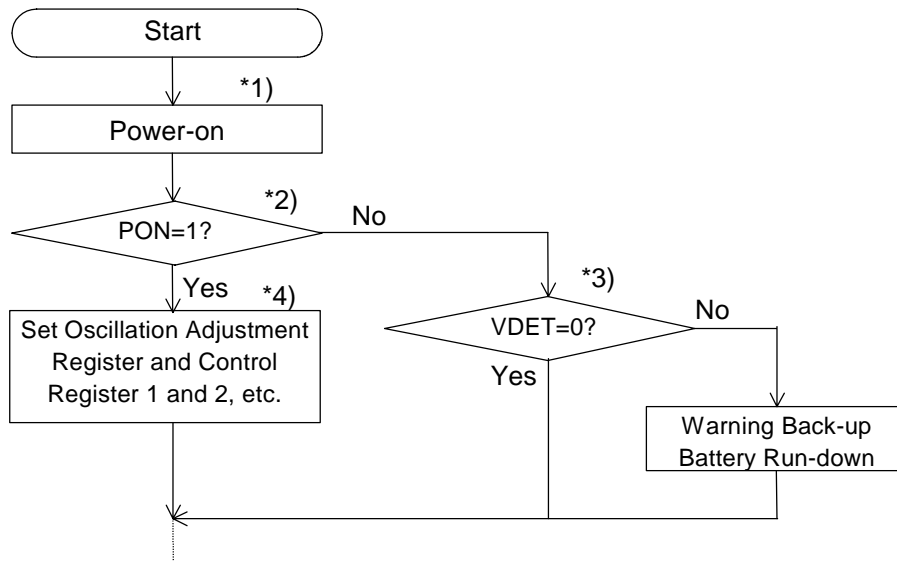 Start
*1)
Power-on
*2)
PON=1?
No
Yes
*4)
*3)
Set Oscillation Adjustment
Register and Control
Register 1 and 2, etc.
VDET=0?
No
Yes
Warning Back-up
Battery Run-down